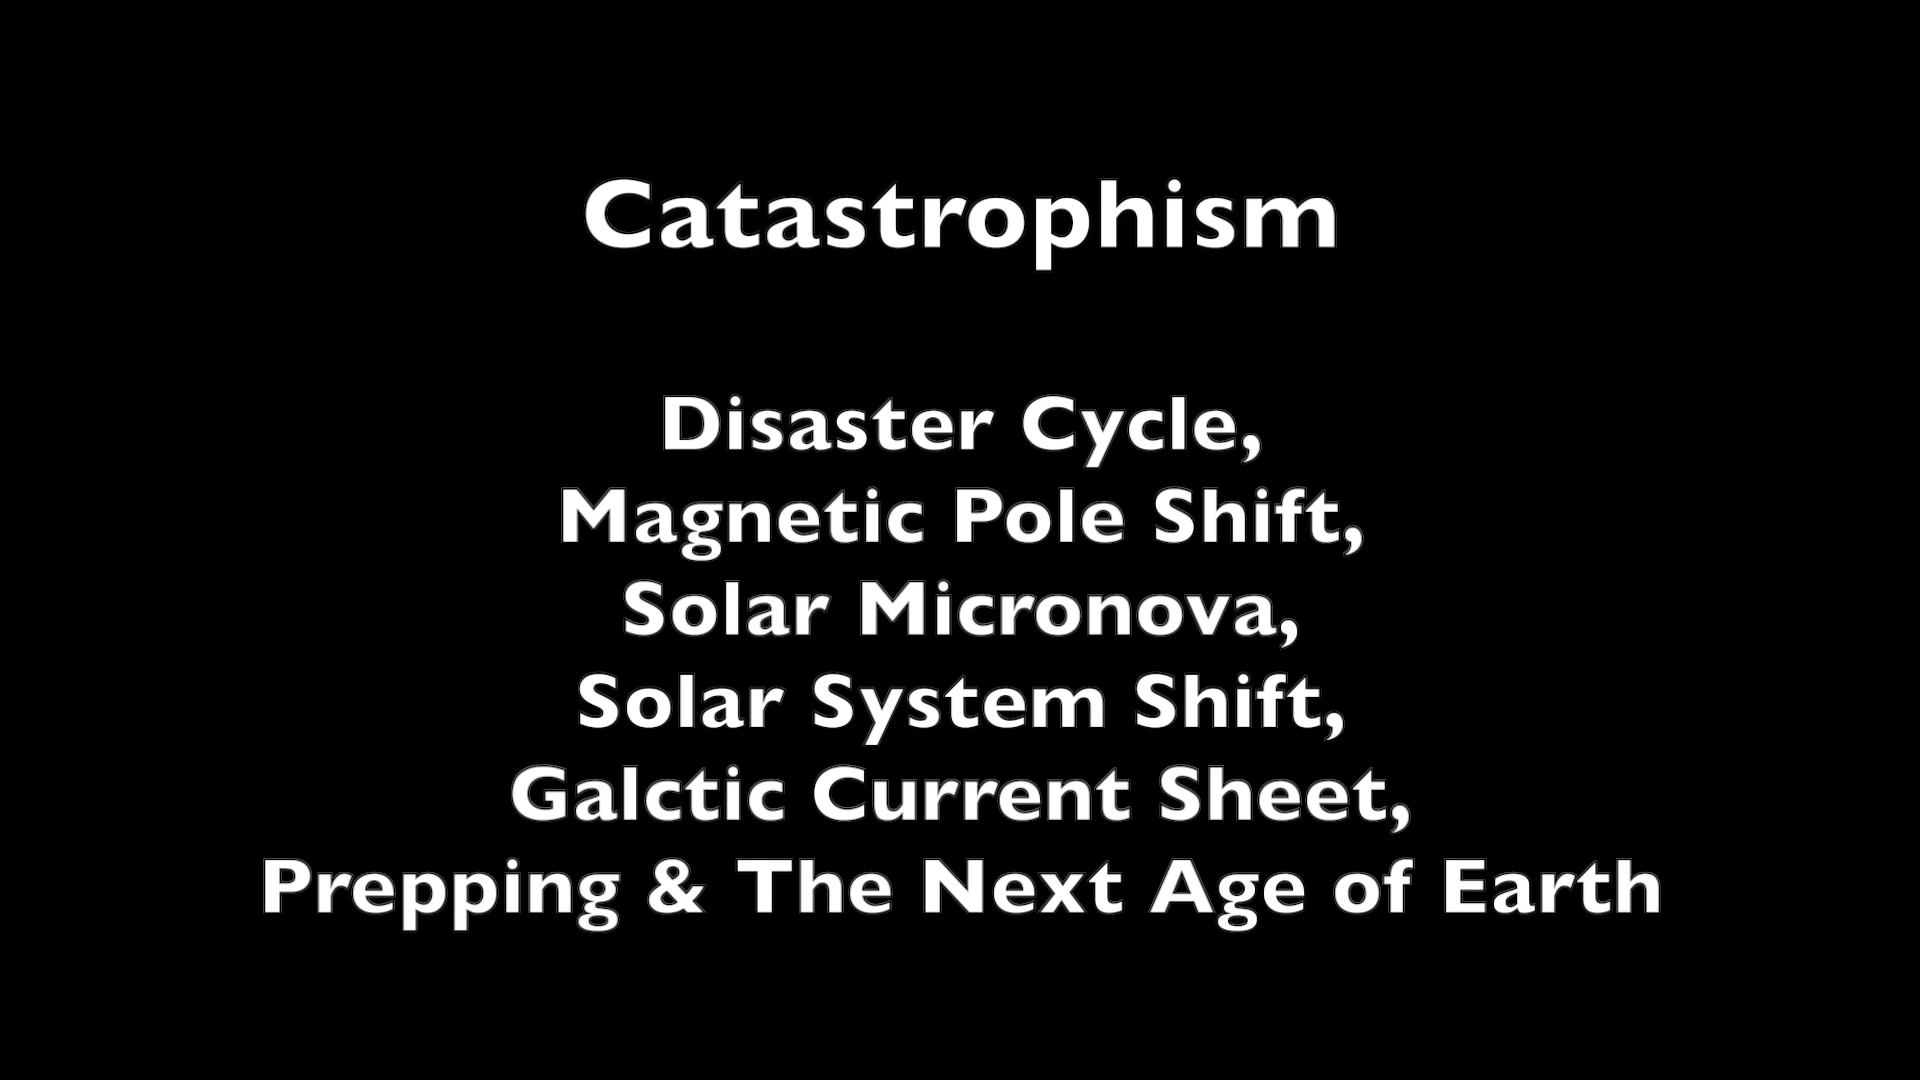 Catastrophism
Disaster Cycle,
Magnetic Pole Shift,
Solar Micronova,
Solar System Shift,
Galctic Current Sheet,
Prepping & The Next Age of Earth